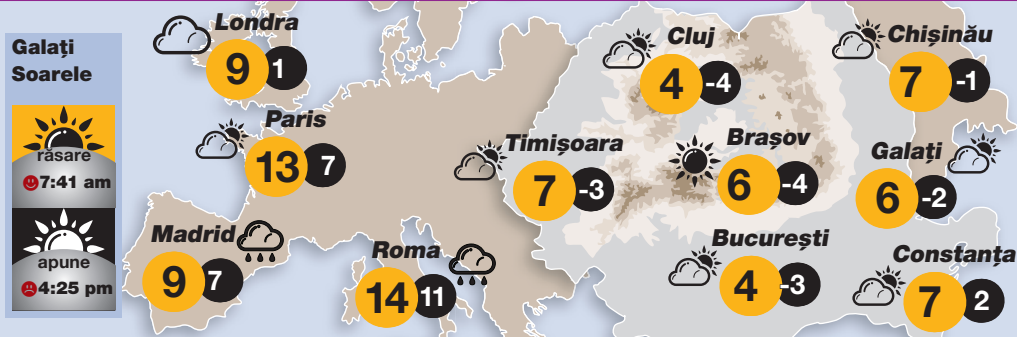 Galați
Soarele
răsare
7:41 am
apune
4:25 pm
Londra
9 1
Paris
13 7
Madrid
9 7
Roma
14 11
Timișoara
7 -3
Cluj
4 -4
Brașov
6 -4
București
4 -3
Chișinău
7 -1
Galați
6 -2
Constanța
7 2